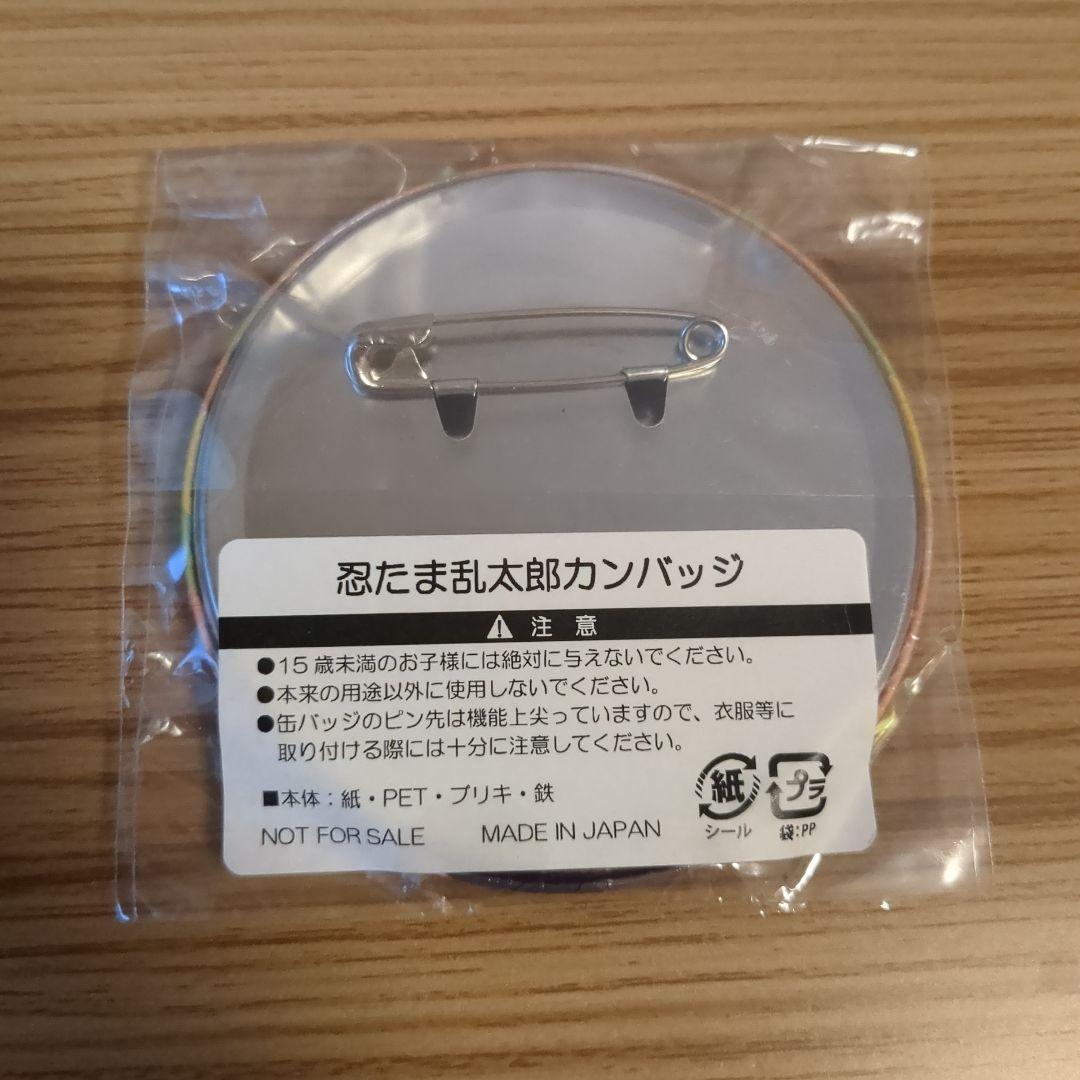 忍たま乱太郎カンバッジ
注 意
●15歳未満のお子様には絶対に与えないでください。
●本来の用途以外に使用しないでください。
●缶バッジのピン先は機能上尖っていますので、衣服等に
取り付ける際には十分に注意してください。
■本体:紙・PET・ブリキ・鉄
紙 プラ
シール 袋:PP
NOT FOR SALE MADE IN JAPAN